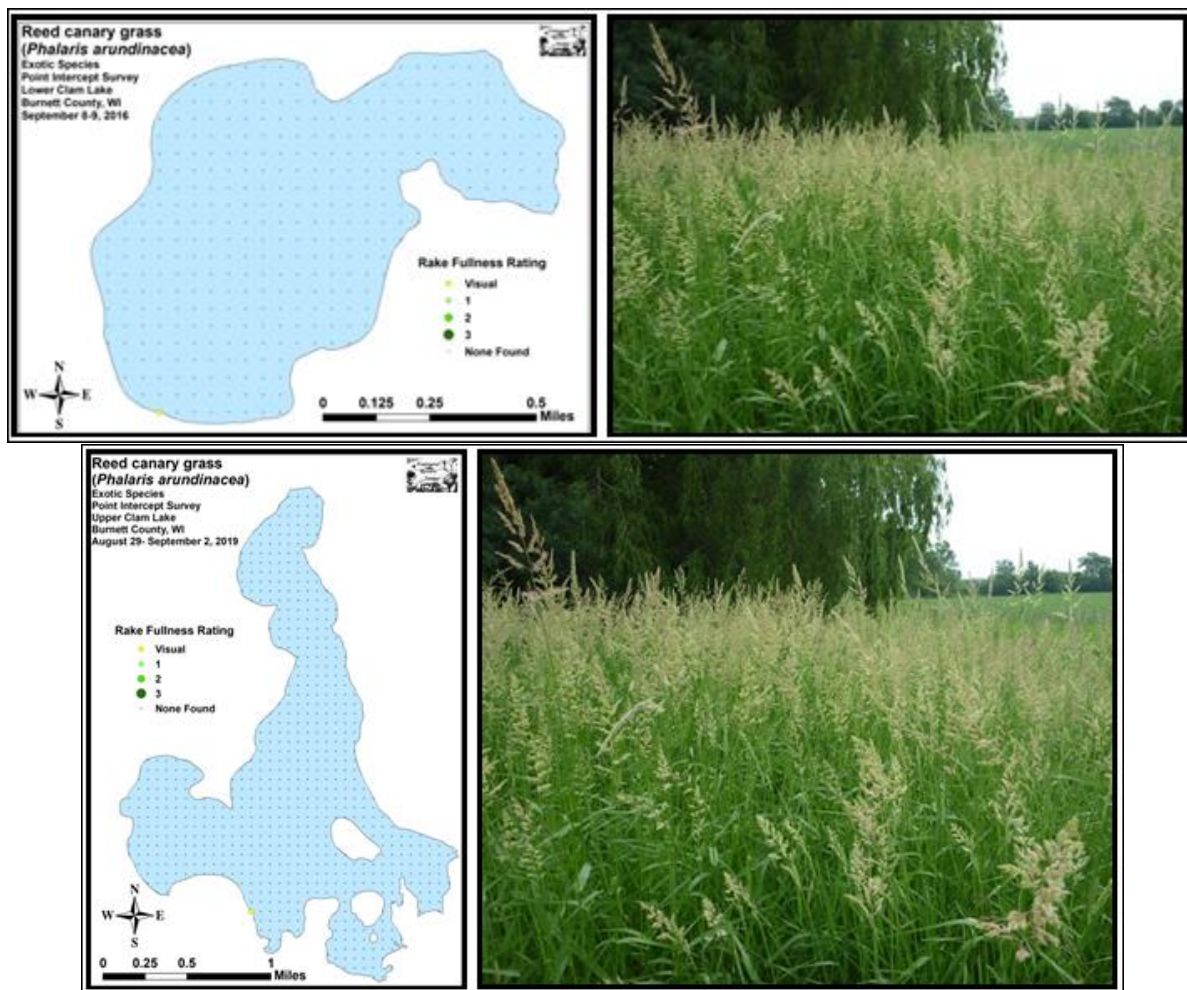 Reed canary grass
(Phalaris arundinacea)
Exotic Species
Point Intercept Survey
Lower Clam Lake
Burnett County, WI
September 8-9, 2016
Rake Fullness Rating
Visual
1
2
3
None Found
N
W E
S
0 0.125 0.25 0.5
Miles
Reed canary grass
(Phalaris arundinacea)
Exotic Species
Point Intercept Survey
Upper Clam Lake
Burnett County, WI
August 29- September 2, 2019
Rake Fullness Rating
Visual
1
2
3
None Found
N
W E
S
0 0.25 0.5 1
Miles